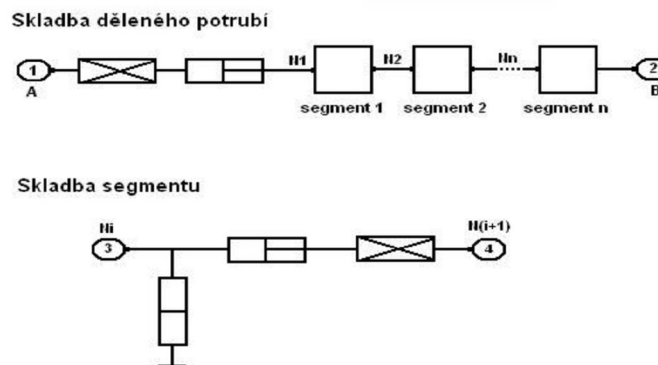 Skladba děleného potrubí
1 N1 N2 Nn 2
A segment 1 segment 2 segment n B
Skladba segmentu
Ni N(i+1)
3 4